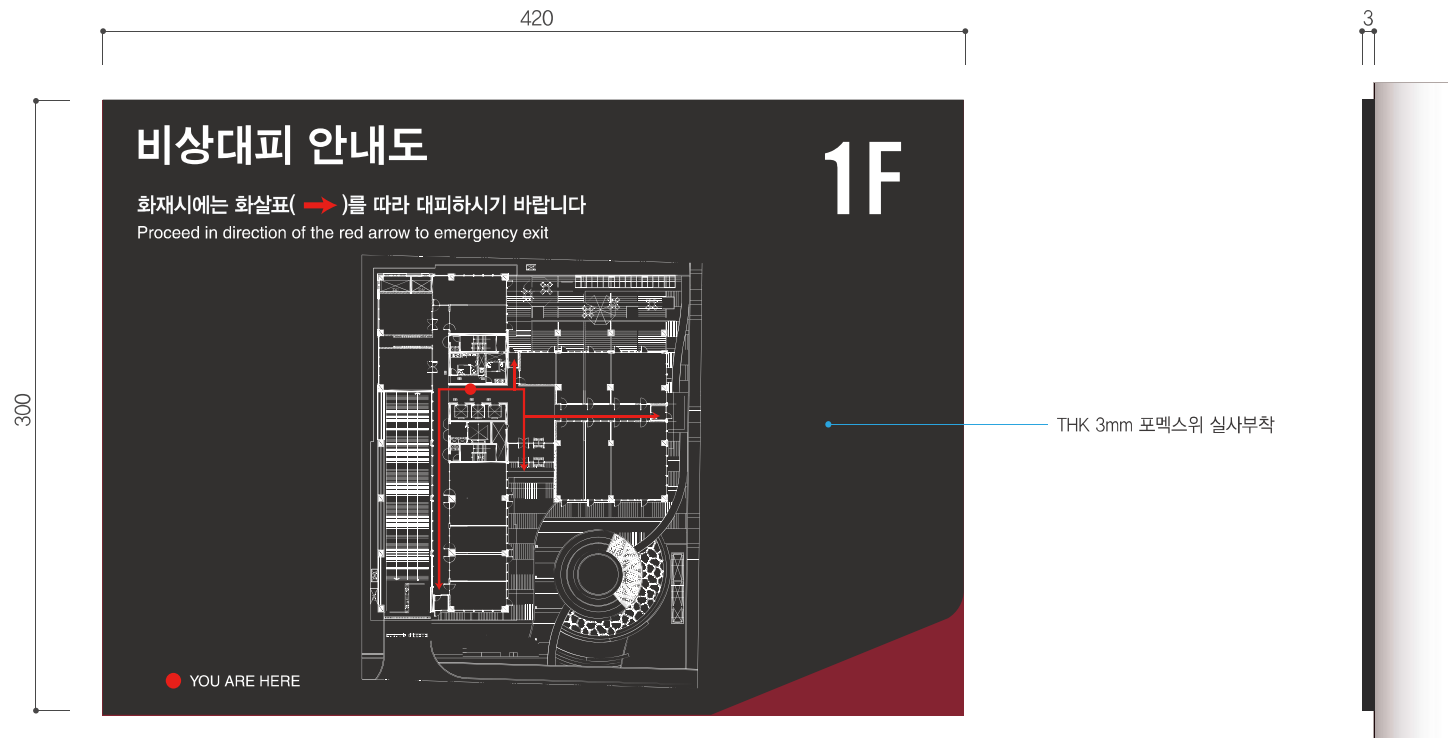 420
3
300
비상대피 안내도
1F
화재시에는 화살표( )를 따라 대피하시기 바랍니다
Proceed in direction of the red arrow to emergency exit
THK 3mm 포멕스위 실사부착
YOU ARE HERE